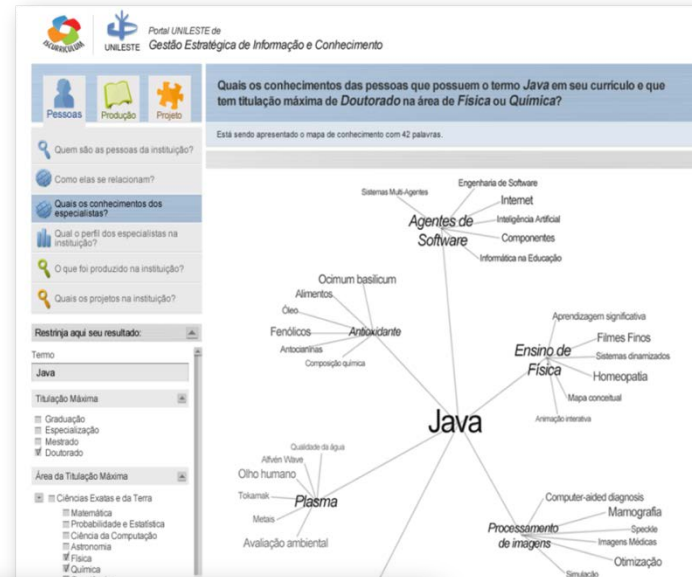 ISCURRICULUM
UNILESTE
Portal UNILESTE de
Gestão Estratégica de Informação e Conhecimento
Pessoas
Produção
Projeto
Quem são as pessoas da instituição?
Como elas se relacionam?
Quais os conhecimentos dos
especialistas?
Qual o perfil dos especialistas na
instituição?
O que foi produzido na instituição?
Quais os projetos na instituição?
Restrinja aqui seu resultado:
Termo
Java
Titulação Máxima
Graduação
Especialização
Mestrado
Doutorado
Área da Titulação Máxima
Ciências Exatas e da Terra
Matemática
Probabilidade e Estatística
Ciência da Computação
Astronomia
Física
Química
Quais os conhecimentos das pessoas que possuem o termo Java em seu currículo e que
tem titulação máxima de Doutorado na área de Física ou Química?
Está sendo apresentado o mapa de conhecimento com 42 palavras.
Sistemas Multi-Agentes
Engenharia de Software
Internet
Agentes de
Software
Inteligência Artificial
Componentes
Informática na Educação
Ocimum basilicum
Alimentos
Óleo
Fenólicos
Antioxidante
Antocianinas
Composição química
Aprendizagem significativa
Filmes Finos
Ensino de
Física
Sistemas dinamizados
Homeopatia
Mapa conceitual
Animação interativa
Java
Qualidade da água
Alfvén Wave
Olho humano
Tokamak
Plasma
Metais
Avaliação ambiental
Computer-aided diagnosis
Mamografia
Processamento
de imagens
Speckle
Imagens Médicas
Otimização
Simulação